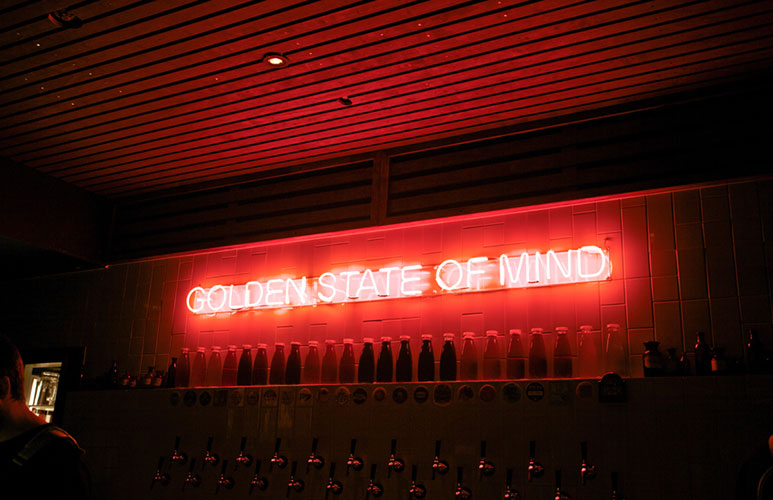 GOLDEN STATE OF MIND